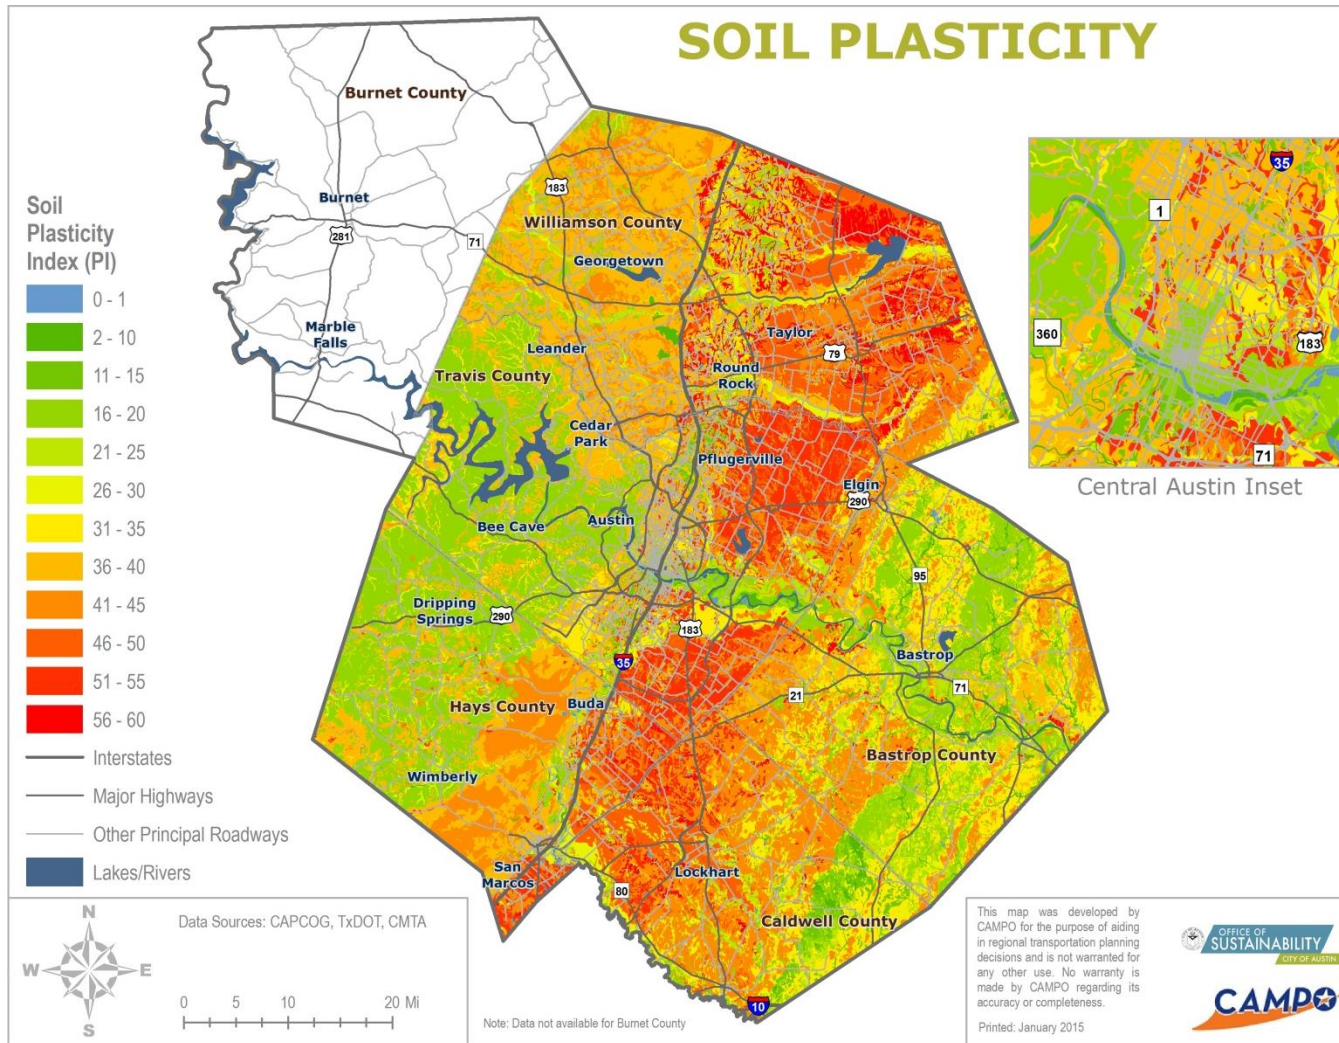 SOIL PLASTICITY
Burnet County
Burnet
281
71
183
Williamson County
Georgetown
Marble
Falls
Leander
Travis County
Taylor
79
Round
Rock
Cedar
Park
Pflugerville
Elgin
290
Bee Cave
Austin
95
Dripping
Springs
290
183
Bastrop
35
71
21
Hays County
Buda
Bastrop County
Wimberly
San
Marcos
Lockhart
80
Caldwell County
10
Soil
Plasticity
Index (PI)
0 - 1
2 - 10
11 - 15
16 - 20
21 - 25
26 - 30
31 - 35
36 - 40
41 - 45
46 - 50
51 - 55
56 - 60
Interstates
Major Highways
Other Principal Roadways
Lakes/Rivers
35
1
360
183
71
Central Austin Inset
N
W
E
S
Data Sources: CAPCOG, TxDOT, CMTA
0 5 10 20 Mi
Note: Data not available for Burnet County
This map was developed by
CAMPO for the purpose of aiding
in regional transportation planning
decisions and is not warranted for
any other use. No warranty is
made by CAMPO regarding its
accuracy or completeness.
Printed: January 2015
OFFICE OF
SUSTAINABILITY
CITY OF AUSTIN
CAMPO